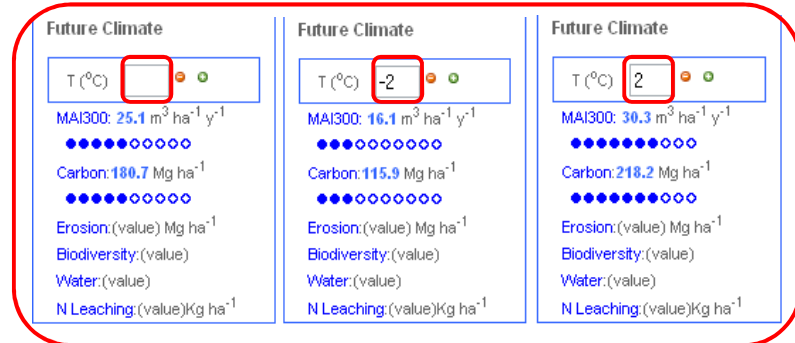 Future Climate
T (⁰C)
MAI300: 25.1 m³ ha⁻¹ y⁻¹
Carbon:180.7 Mg ha⁻¹
Erosion:(value) Mg ha⁻¹
Biodiversity:(value)
Water:(value)
N Leaching:(value)Kg ha⁻¹
Future Climate
T (⁰C) -2
MAI300: 16.1 m³ ha⁻¹ y⁻¹
Carbon:115.9 Mg ha⁻¹
Erosion:(value) Mg ha⁻¹
Biodiversity:(value)
Water:(value)
N Leaching:(value)Kg ha⁻¹
Future Climate
T (⁰C) 2
MAI300: 30.3 m³ ha⁻¹ y⁻¹
Carbon:218.2 Mg ha⁻¹
Erosion:(value) Mg ha⁻¹
Biodiversity:(value)
Water:(value)
N Leaching:(value)Kg ha⁻¹